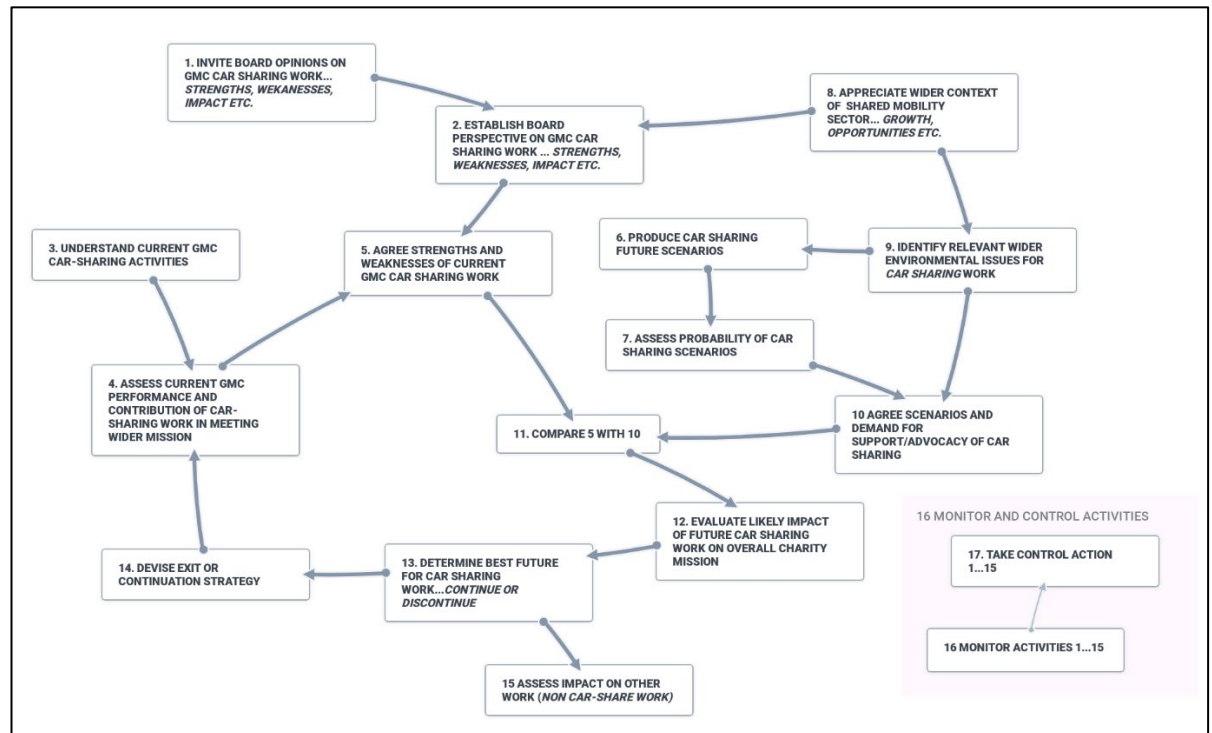 1. INVITE BOARD OPINIONS ON
GMC CAR SHARING WORK...
STRENGTHS, WEKANESSES,
IMPACT ETC.
2. ESTABLISH BOARD
PERSPECTIVE ON GMC CAR
SHARING WORK ... STRENGTHS,
WEAKNESSES, IMPACT ETC.
8. APPRECIATE WIDER
CONTEXT OF SHARED MOBILITY
SECTOR... GROWTH,
OPPORTUNITIES ETC.
3. UNDERSTAND CURRENT GMC
CAR-SHARING ACTIVITIES
5. AGREE STRENGTHS AND
WEAKNESSES OF CURRENT
GMC CAR SHARING WORK
6. PRODUCE CAR SHARING
FUTURE SCENARIOS
9. IDENTIFY RELEVANT WIDER
ENVIRONMENTAL ISSUES FOR
CAR SHARING WORK
7. ASSESS PROBABILITY OF CAR
SHARING SCENARIOS
4. ASSESS CURRENT GMC
PERFORMANCE AND
CONTRIBUTION OF CAR-
SHARING WORK IN MEETING
WIDER MISSION
11. COMPARE 5 WITH 10
10 AGREE SCENARIOS AND
DEMAND FOR
SUPPORT/ADVOCACY OF CAR
SHARING
12. EVALUATE LIKELY IMPACT
OF FUTURE CAR SHARING
WORK ON OVERALL CHARITY
MISSION
16 MONITOR AND CONTROL ACTIVITIES
17. TAKE CONTROL ACTION
1...15
16 MONITOR ACTIVITIES 1...15
14. DEVISE EXIT OR
CONTINUATION STRATEGY
13. DETERMINE BEST FUTURE
FOR CAR SHARING
WORK...CONTINUE OR
DISCONTINUE
15 ASSESS IMPACT ON OTHER
WORK (NON CAR-SHARE WORK)